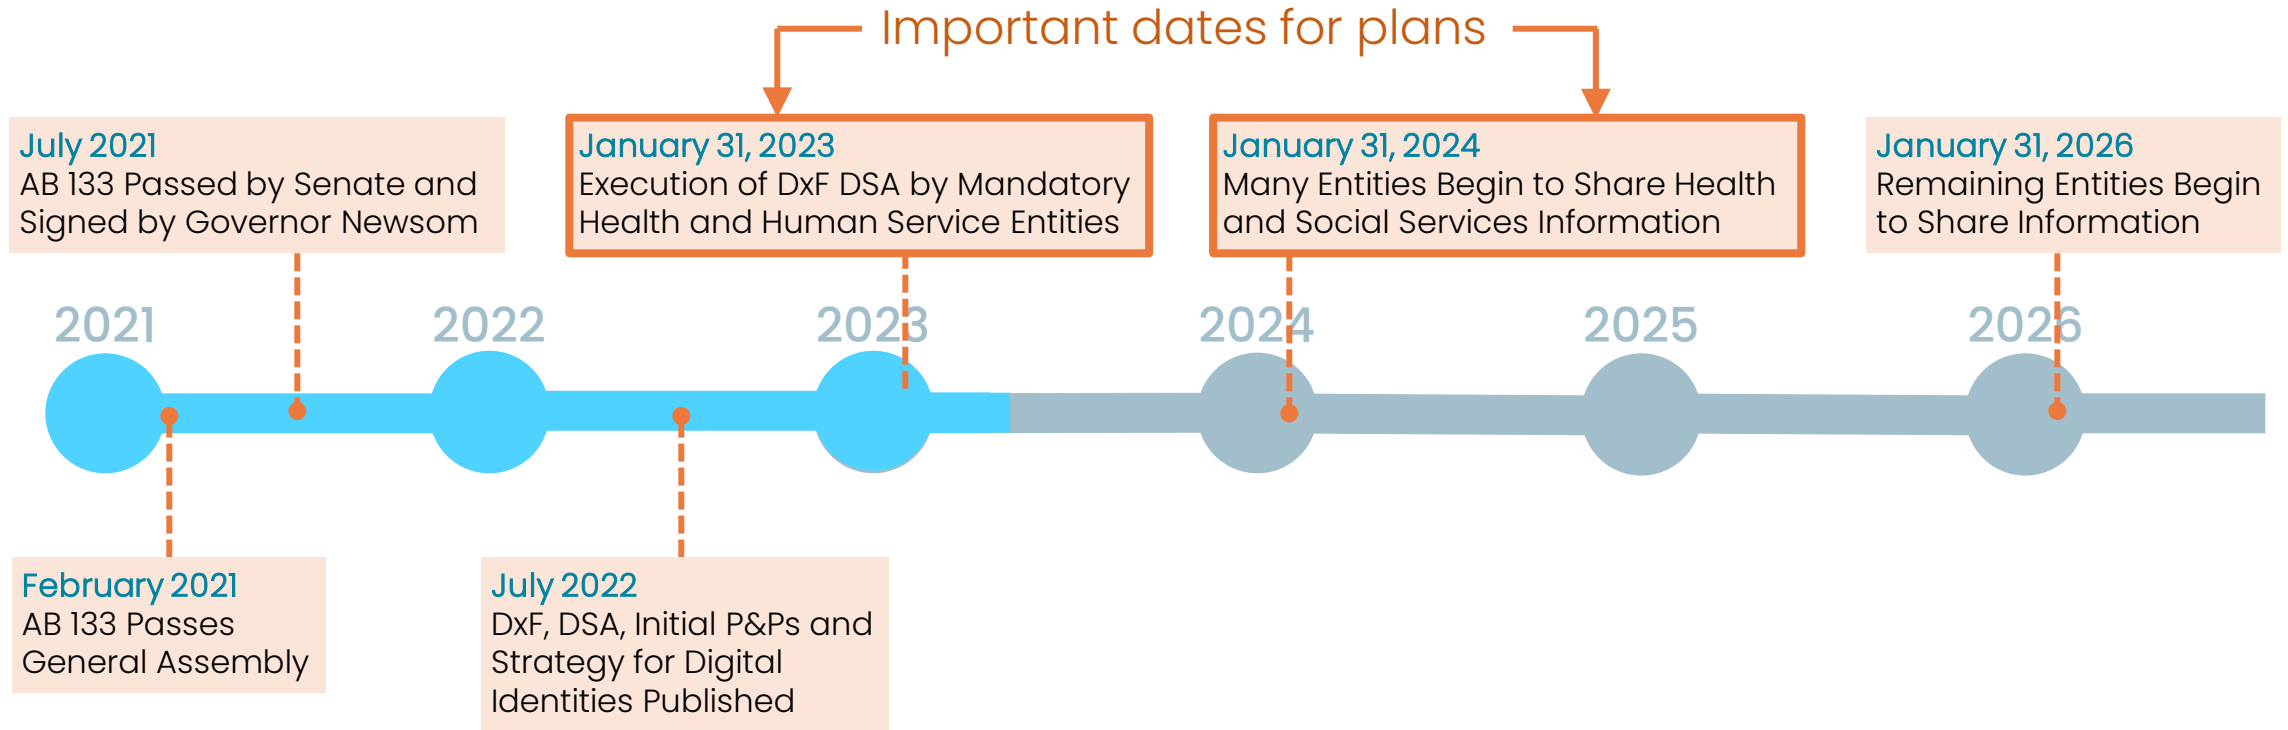 Important dates for plans
July 2021
AB 133 Passed by Senate and
Signed by Governor Newsom
January 31, 2023
Execution of DxF DSA by Mandatory
Health and Human Service Entities
January 31, 2024
Many Entities Begin to Share Health
and Social Services Information
January 31, 2026
Remaining Entities Begin
to Share Information
2021
2022
2023
2024
2025
2026
February 2021
AB 133 Passes
General Assembly
July 2022
DxF, DSA, Initial P&Ps and
Strategy for Digital
Identities Published